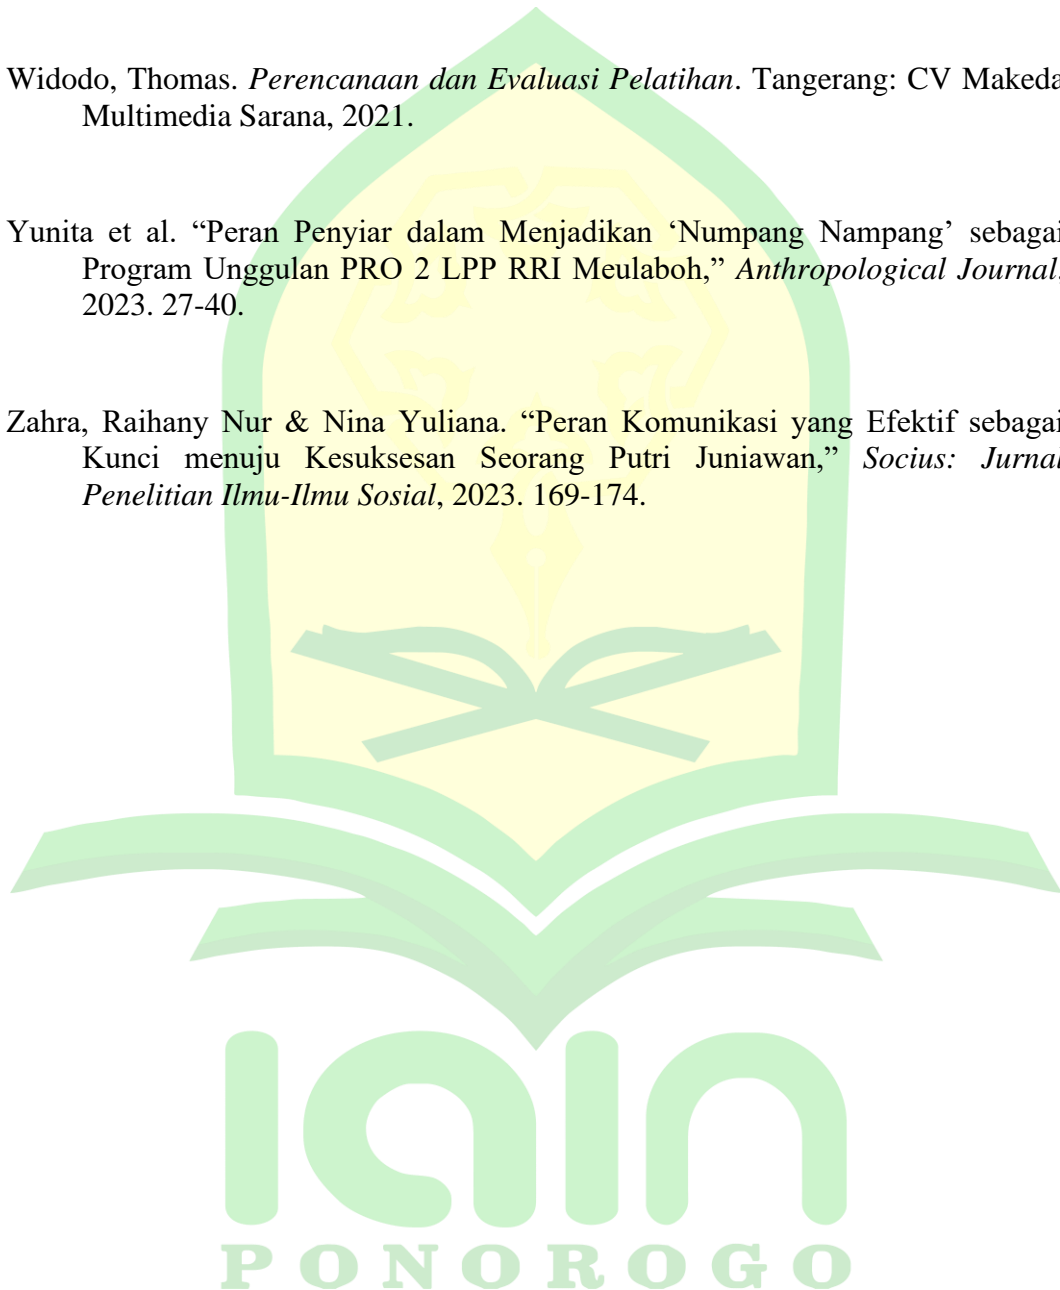 Widodo, Thomas. Perencanaan dan Evaluasi Pelatihan. Tangerang: CV Makeda
Multimedia Sarana, 2021.
Yunita et al. “Peran Penyiar dalam Menjadikan ‘Numpang Nampang’ sebagai
Program Unggulan PRO 2 LPP RRI Meulaboh,” Anthropological Journal,
2023. 27-40.
Zahra, Raihany Nur & Nina Yuliana. “Peran Komunikasi yang Efektif sebagai
Kunci menuju Kesuksesan Seorang Putri Juniawan,” Socius: Jurnal
Penelitian Ilmu-Ilmu Sosial, 2023. 169-174.
iain
PONOROGO